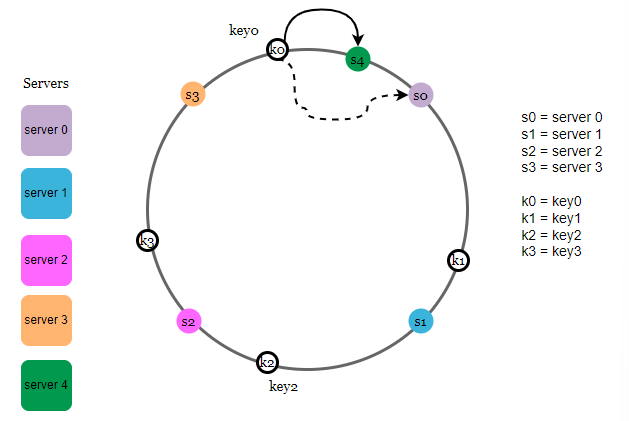 key0
k0
s4
s3
s0
Servers
server 0
server 1
server 2
server 3
server 4
k3
k1
s2
s1
k2
key2
s0 = server 0
s1 = server 1
s2 = server 2
s3 = server 3
k0 = key0
k1 = key1
k2 = key2
k3 = key3